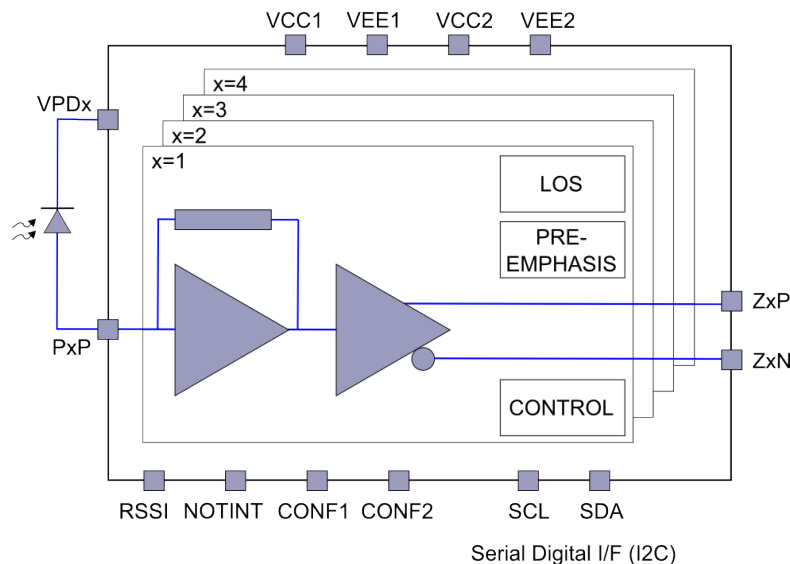 VCC1 VEE1 VCC2 VEE2
VPDx
x=4
x=3
x=2
x=1
LOS
PRE-
EMPHASIS
ZxP
PxP
ZxN
CONTROL
RSSI NOTINT CONF1 CONF2 SCL SDA
Serial Digital I/F (I2C)